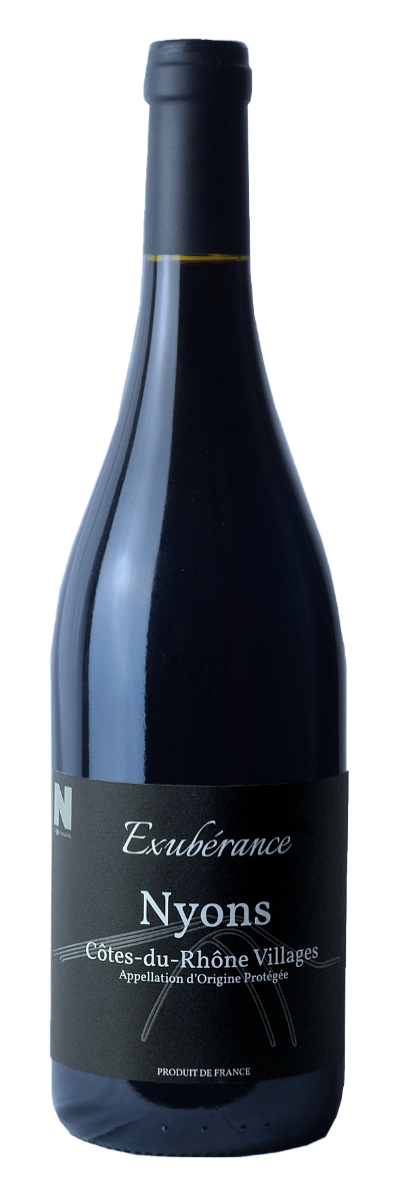 N
Exubérance
Nyons
Côtes-du-Rhône Villages
Appellation d'Origine Protégée
PRODUIT DE FRANCE